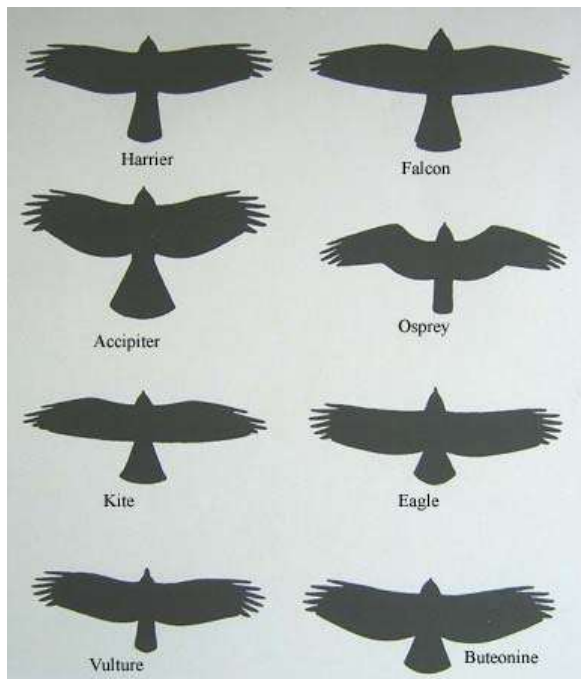 Harrier
Falcon
Accipiter
Osprey
Kite
Eagle
Vulture
Buteonine